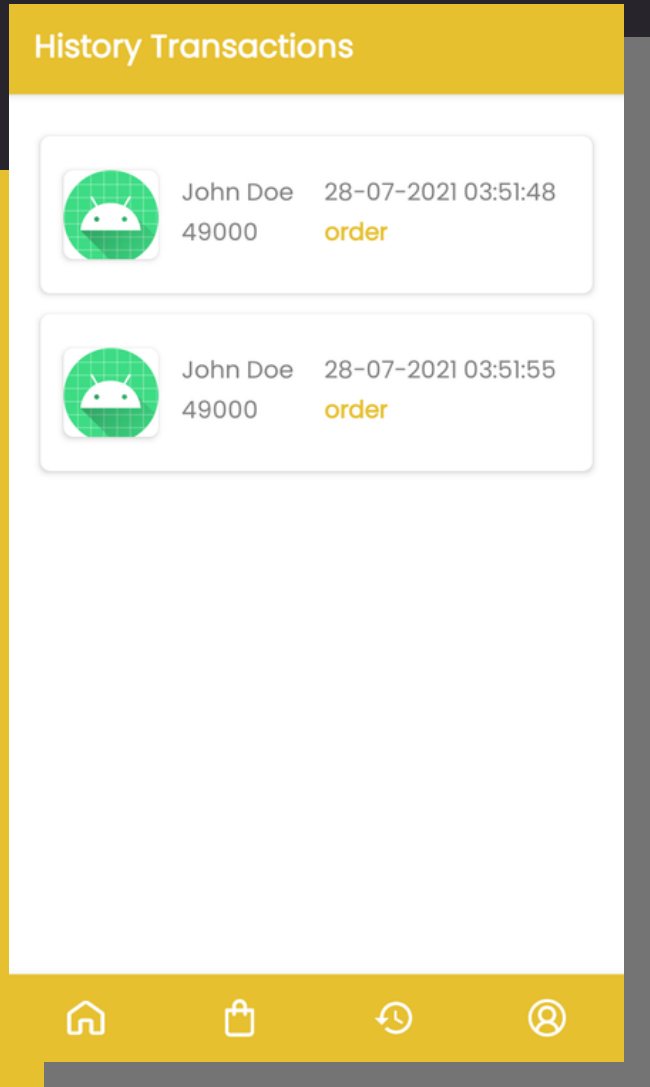 History Transactions
John Doe 28-07-2021 03:51:48
49000 order
John Doe 28-07-2021 03:51:55
49000 order